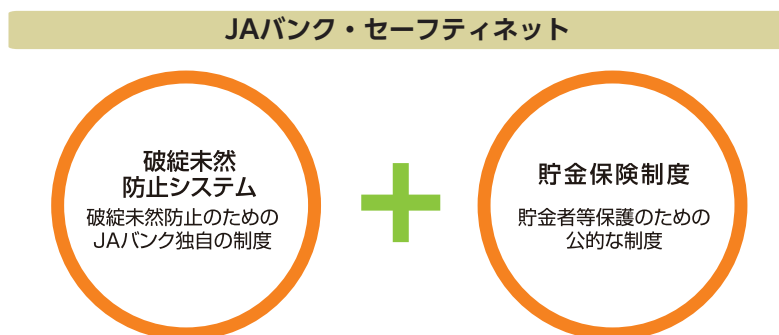 JAバンク・セーフティネット
破綻未然
防止システム
破綻未然防止のための
JAバンク独自の制度
貯金保険制度
貯金者等保護のための
公的な制度